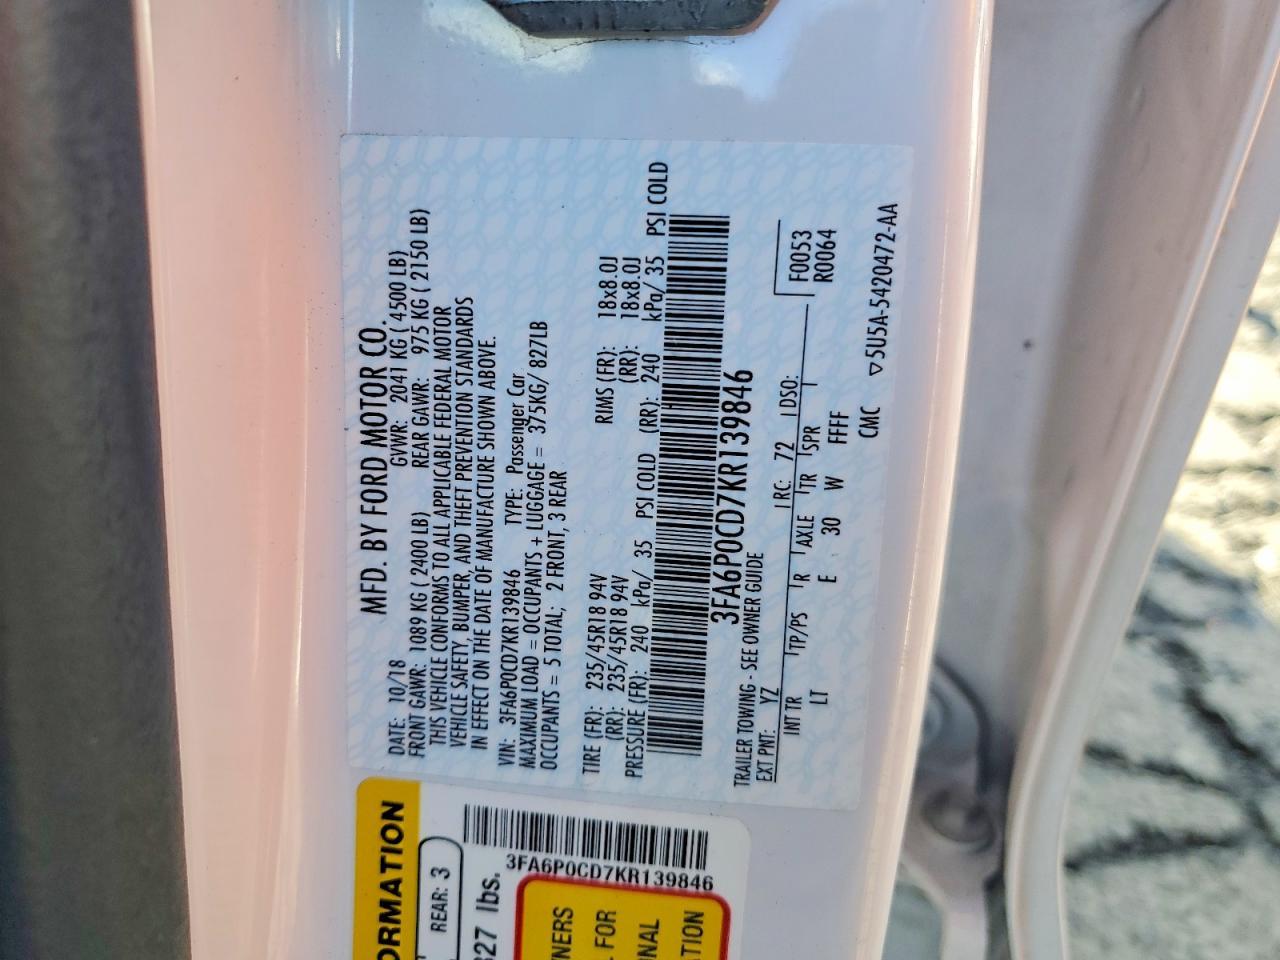 MFD. BY FORD MOTOR CO.
DATE: 10/18 GVWR: 2041 KG ( 4500 LB)
FRONT GAWR: 1089 KG ( 2400 LB) REAR GAWR: 975 KG ( 2150 LB)
THIS VEHICLE CONFORMS TO ALL APPLICABLE FEDERAL MOTOR
VEHICLE SAFETY, BUMPER, AND THEFT PREVENTION STANDARDS
IN EFFECT ON THE DATE OF MANUFACTURE SHOWN ABOVE.
VIN: 3FA6P0CD7KR139846 TYPE: Passenger Car
MAXIMUM LOAD = OCCUPANTS + LUGGAGE = 375KG/ 827LB
OCCUPANTS = 5 TOTAL; 2 FRONT, 3 REAR
TIRE (FR): 235/45R18 94V RIMS (FR): 18x8.0J
(RR): 235/45R18 94V (RR): 18x8.0J
PRESSURE (FR): 240 kPa/ 35 PSI COLD (RR): 240 kPa/ 35 PSI COLD
3FA6P0CD7KR139846
TRAILER TOWING - SEE OWNER GUIDE
EXT PNT: YZ RC: 72 DSO: F0053
R0064
INT TR TP/PS R AXLE TR SPR
LT E 30 W FFFF
CMC ▽5U5A-5420472-AA
ORMATION
REAR: 3
827 lbs.
3FA6P0CD7KR139846
NERS
L FOR
NAL
TION